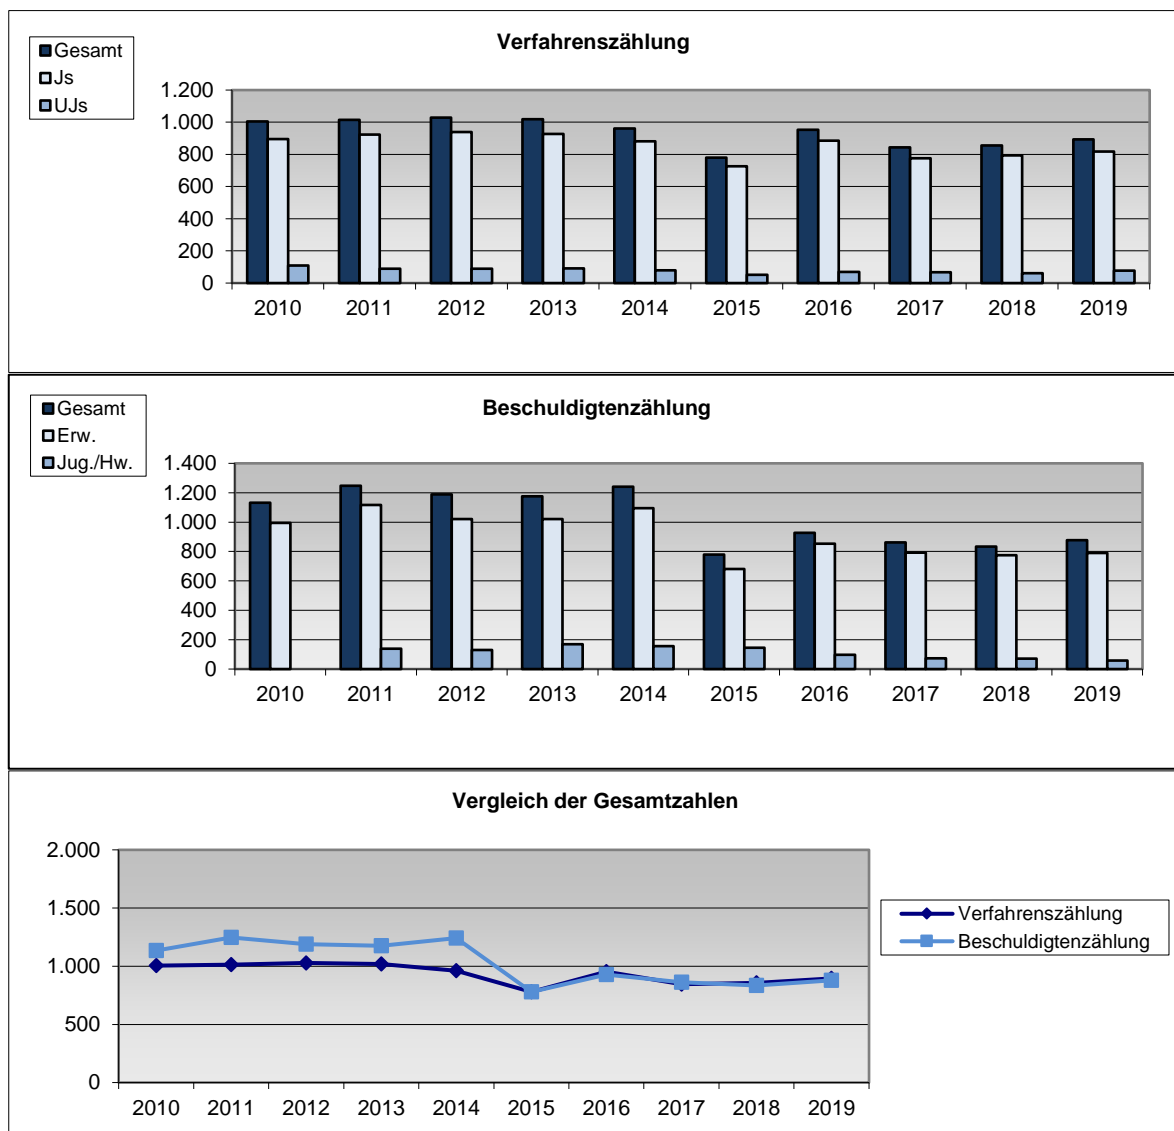 Verfahrenszählung
Gesamt
Js
UJs
1.200
1.000
800
600
400
200
0
2010 2011 2012 2013 2014 2015 2016 2017 2018 2019
Beschuldigtenzählung
Gesamt
Erw.
Jug./Hw.
1.400
1.200
1.000
800
600
400
200
0
2010 2011 2012 2013 2014 2015 2016 2017 2018 2019
Vergleich der Gesamtzahlen
2.000
1.500
1.000
500
0
2010 2011 2012 2013 2014 2015 2016 2017 2018 2019
Verfahrenszählung
Beschuldigtenzählung